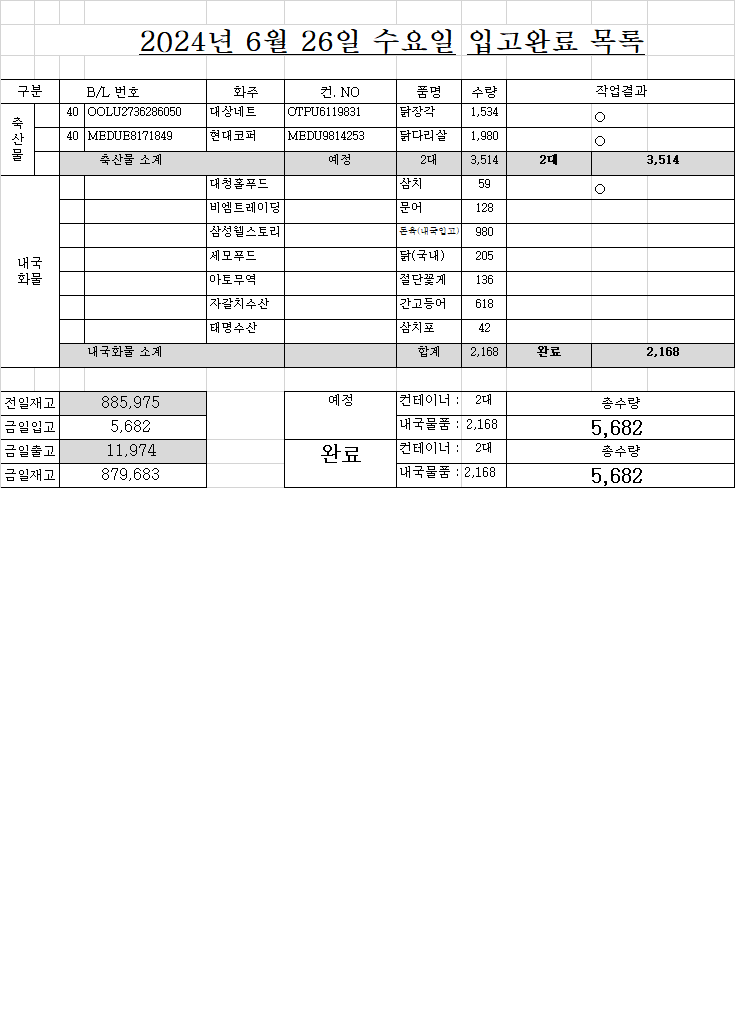 2024년 6월 26일 수요일 입고완료 목록
구분 B/L 번호 화주 컨. NO 품명 수량 작업결과
축산물
40 OOLU2736286050 대상네트 OTPU6119831 닭장각 1,534 ○
40 MEDUE8171849 현대코퍼 MEDU9814253 닭다리살 1,980 ○
축산물 소계 예정 2대 3,514 2대 3,514
내국화물
대청홀푸드 삼치 59 ○
비엠트레이딩 문어 128
삼성웰스토리 돈육(내국입고) 980
세모푸드 닭(국내) 205
아토무역 절단꽃게 136
자갈치수산 간고등어 618
태명수산 삼치포 42
내국화물 소계 합계 2,168 완료 2,168
전일재고 885,975 예정 컨테이너 : 2대 총수량
금일입고 5,682 내국물품 : 2,168 5,682
금일출고 11,974 완료 컨테이너 : 2대 총수량
금일재고 879,683 내국물품 : 2,168 5,682